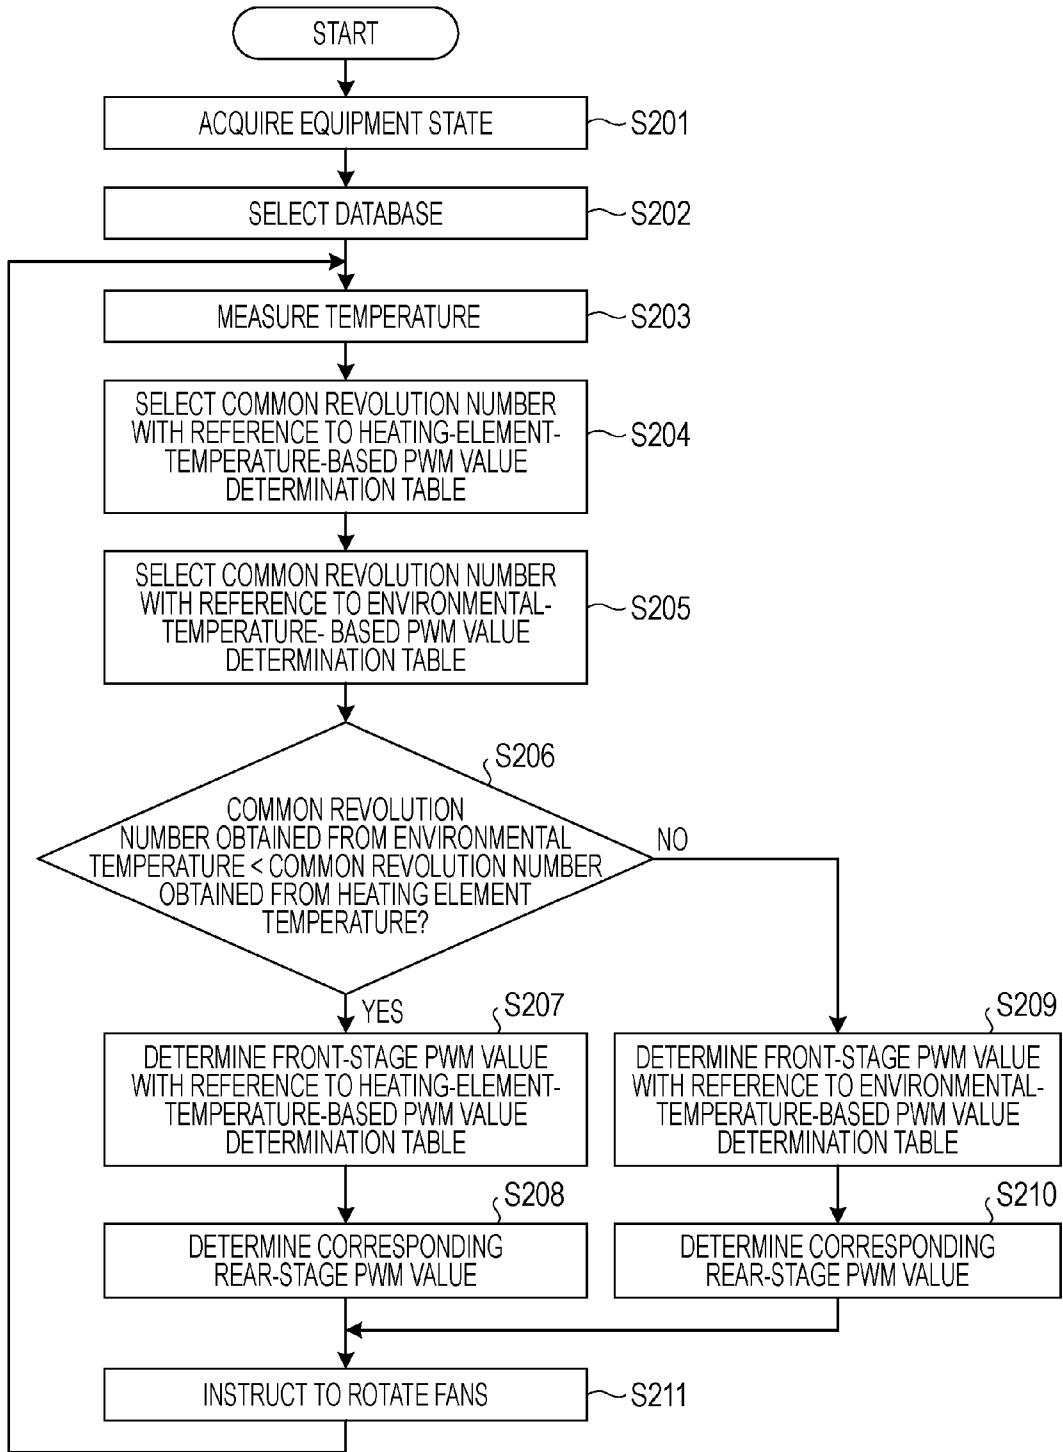 START
ACQUIRE EQUIPMENT STATE
S201
SELECT DATABASE
S202
MEASURE TEMPERATURE
S203
SELECT COMMON REVOLUTION NUMBER
WITH REFERENCE TO HEATING-ELEMENT-
TEMPERATURE-BASED PWM VALUE
DETERMINATION TABLE
S204
SELECT COMMON REVOLUTION NUMBER
WITH REFERENCE TO ENVIRONMENTAL-
TEMPERATURE- BASED PWM VALUE
DETERMINATION TABLE
S205
S206
COMMON REVOLUTION
NUMBER OBTAINED FROM ENVIRONMENTAL
TEMPERATURE < COMMON REVOLUTION NUMBER
OBTAINED FROM HEATING ELEMENT
TEMPERATURE?
NO
YES
S207
DETERMINE FRONT-STAGE PWM VALUE
WITH REFERENCE TO HEATING-ELEMENT-
TEMPERATURE-BASED PWM VALUE
DETERMINATION TABLE
S209
DETERMINE FRONT-STAGE PWM VALUE
WITH REFERENCE TO ENVIRONMENTAL-
TEMPERATURE-BASED PWM VALUE
DETERMINATION TABLE
S208
DETERMINE CORRESPONDING
REAR-STAGE PWM VALUE
S210
DETERMINE CORRESPONDING
REAR-STAGE PWM VALUE
INSTRUCT TO ROTATE FANS
S211